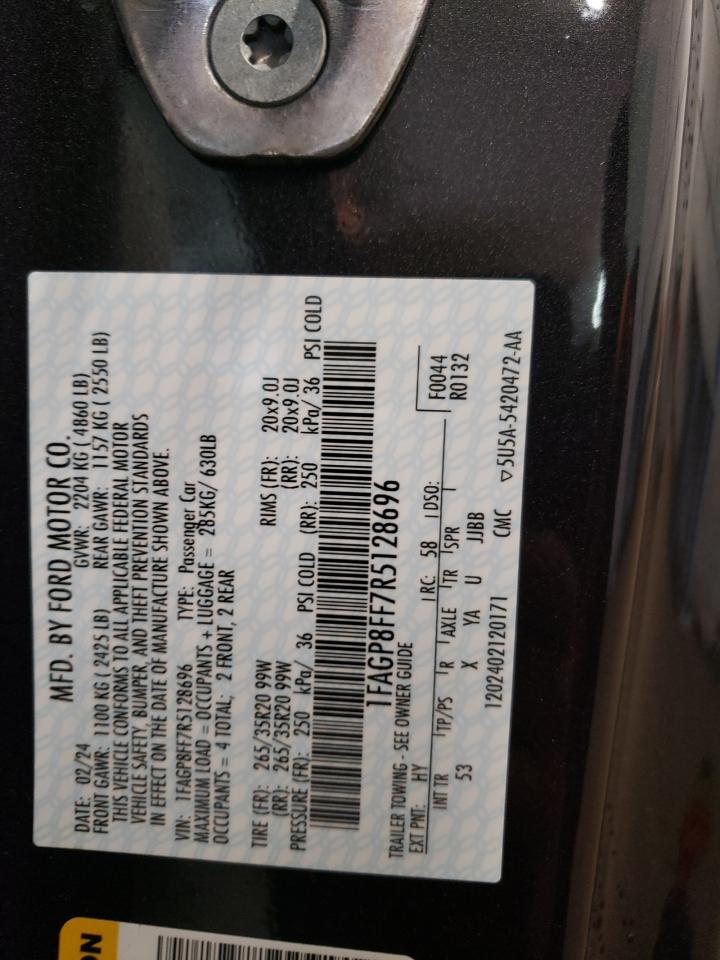 MFD. BY FORD MOTOR CO.
DATE: 02/24 GVWR: 2204 KG ( 4860 LB)
FRONT GAWR: 1100 KG ( 2425 LB) REAR GAWR: 1157 KG ( 2550 LB)
THIS VEHICLE CONFORMS TO ALL APPLICABLE FEDERAL MOTOR
VEHICLE SAFETY, BUMPER, AND THEFT PREVENTION STANDARDS
IN EFFECT ON THE DATE OF MANUFACTURE SHOWN ABOVE.
VIN: 1FAGP8FF7R5128696 TYPE: Passenger Car
MAXIMUM LOAD = OCCUPANTS + LUGGAGE = 285KG/ 630LB
OCCUPANTS = 4 TOTAL; 2 FRONT, 2 REAR
TIRE (FR): 265/35R20 99W RIMS (FR): 20x9.0J
(RR): 265/35R20 99W (RR): 20x9.0J
PRESSURE (FR): 250 kPa/ 36 PSI COLD (RR): 250 kPa/ 36 PSI COLD
1FAGP8FF7R5128696
TRAILER TOWING - SEE OWNER GUIDE
EXT PNT: HY RC: 58 DSO: F0044
R0132
INT TR TP/PS R AXLE TR SPR
53 X YA U JJBB
1202402120171 CMC ▽5U5A-5420472-AA
ON